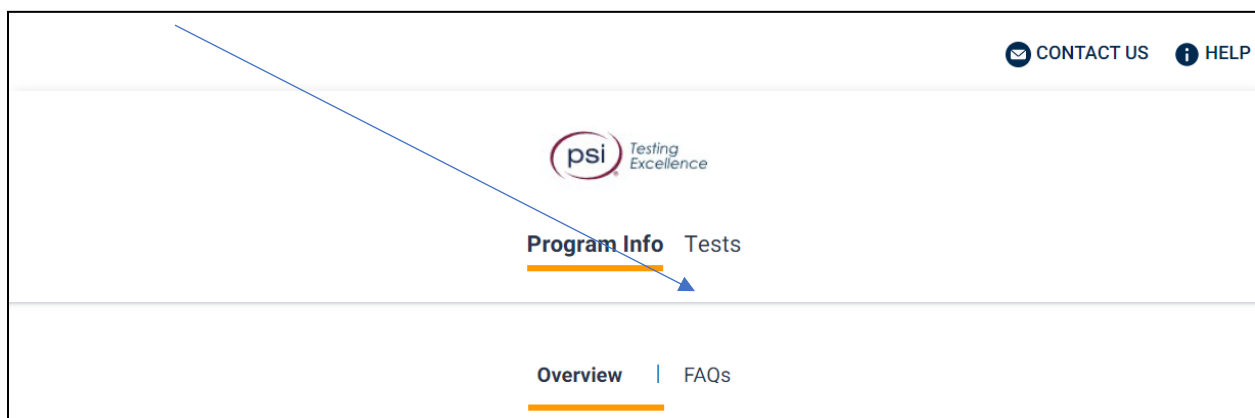 CONTACT US HELP
psi Testing
Excellence
Program Info Tests
Overview | FAQs